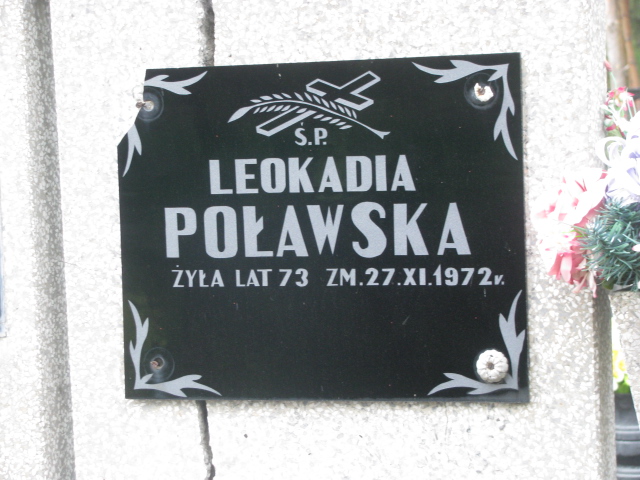 Ś.P.
LEOKADIA
POŁAWSKA
ŻYŁA LAT 73 ZM.27.XI.1972r.